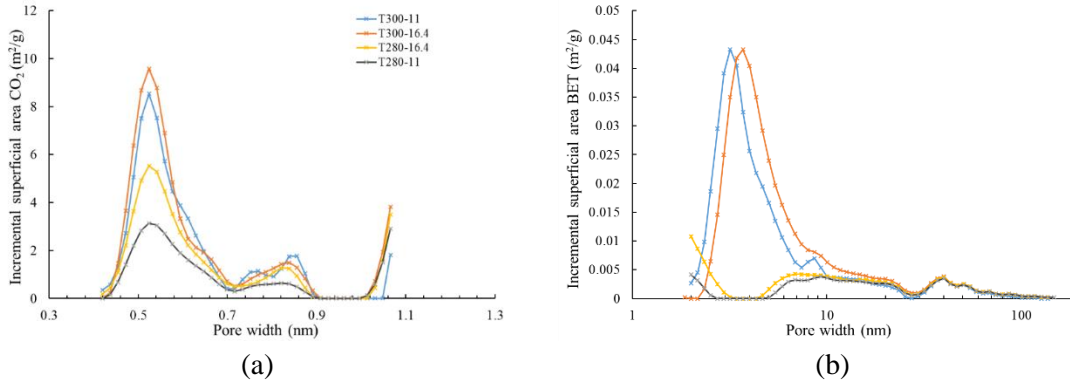 12
10
8
6
4
2
0
Incremental superficial area CO₂ (m²/g)
T300-11
T300-16.4
T280-16.4
T280-11
0.3
0.5
0.7
0.9
1.1
1.3
Pore width (nm)
(a)
0.045
0.04
0.035
0.03
0.025
0.02
0.015
0.01
0.005
0
Incremental superficial area BET (m²/g)
1
10
100
Pore width (nm)
(b)